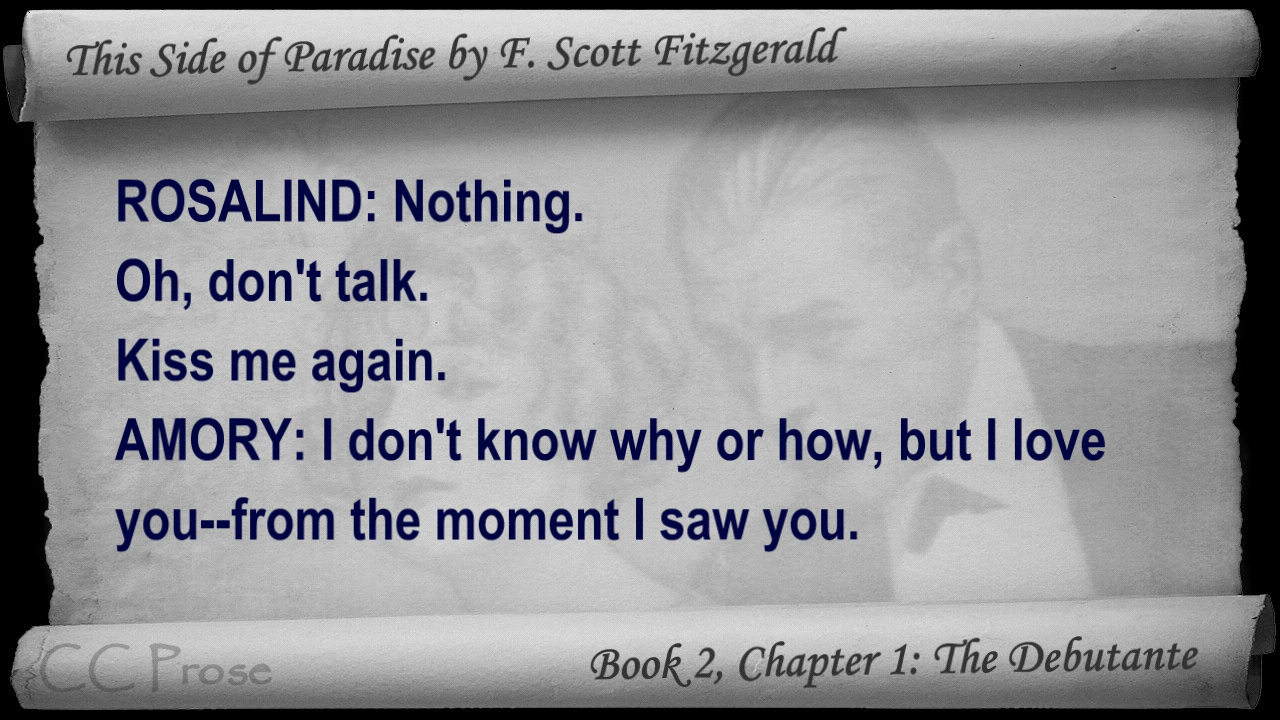 This Side of Paradise by F. Scott Fitzgerald
ROSALIND: Nothing.
Oh, don't talk.
Kiss me again.
AMORY: I don't know why or how, but I love
you--from the moment I saw you.
CC Prose
Book 2, Chapter 1: The Debutante